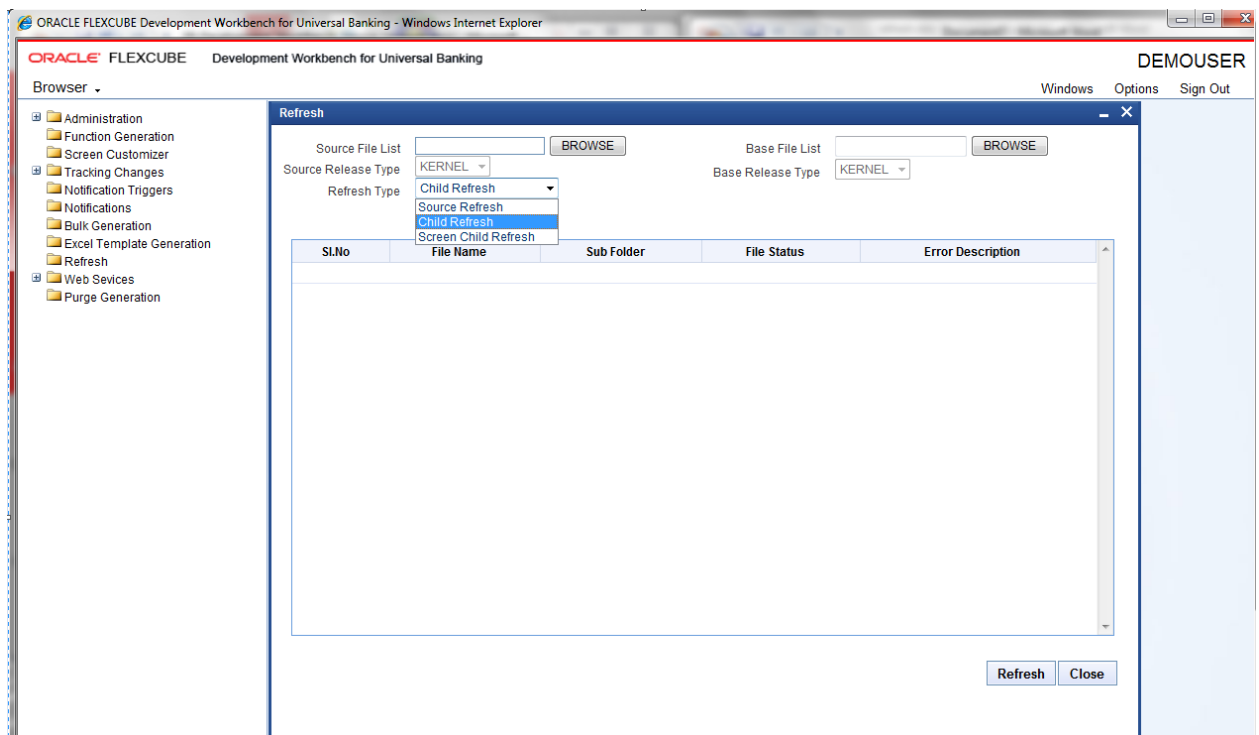 ORACLE FLEXCUBE Development Workbench for Universal Banking - Windows Internet Explorer
ORACLE FLEXCUBE Development Workbench for Universal Banking
DEMOUSER
Browser
Windows Options Sign Out
Administration
Function Generation
Screen Customizer
Tracking Changes
Notification Triggers
Notifications
Bulk Generation
Excel Template Generation
Refresh
Web Sevices
Purge Generation
Refresh
Source File List BROWSE Base File List BROWSE
Source Release Type KERNEL Base Release Type KERNEL
Refresh Type Child Refresh
Source Refresh
Child Refresh
Screen Child Refresh
Sl.No File Name Sub Folder File Status Error Description
Refresh Close